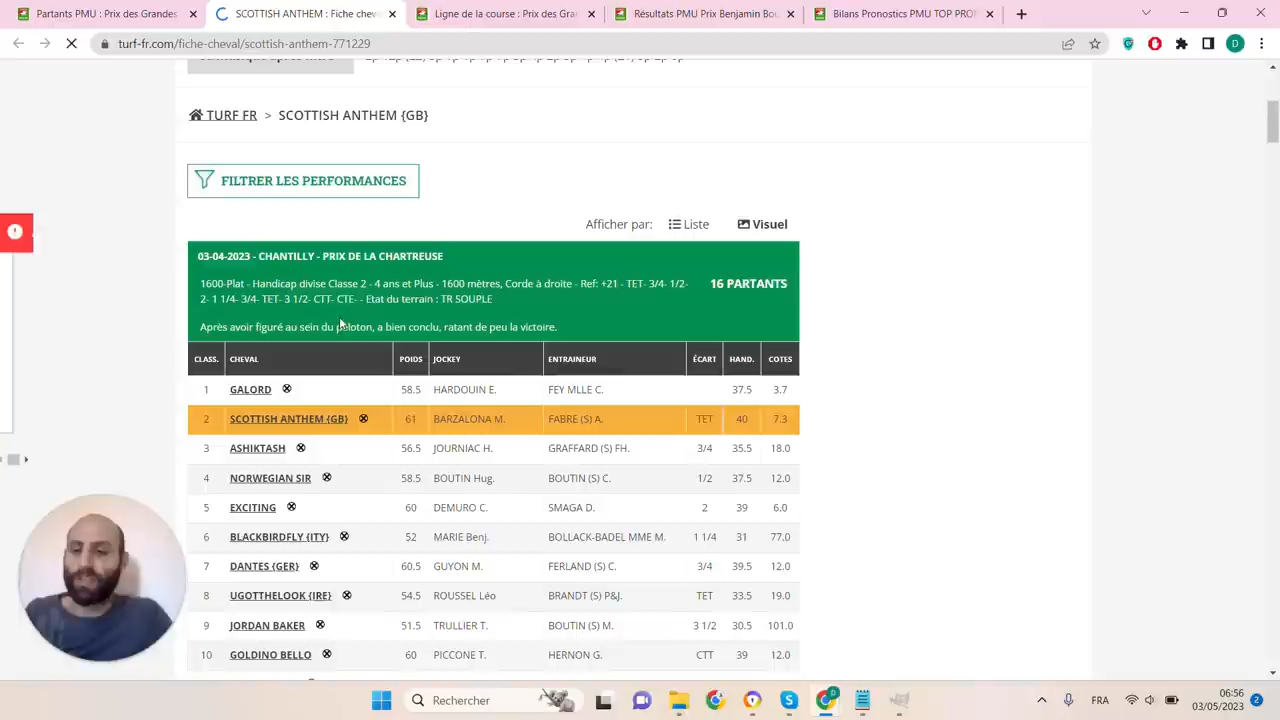 Partants PMU : Prix des Grandes
SCOTTISH ANTHEM : Fiche chev
Lignes de la course : Prix des Gran
Résultats PMU Prix Benjamin Bou
Bilans Pronostics PMU TOP PRO
turf-fr.com/fiche-cheval/scottish-anthem-771229
TURF FR > SCOTTISH ANTHEM {GB}
FILTRER LES PERFORMANCES
Afficher par: Liste Visuel
03-04-2023 - CHANTILLY - PRIX DE LA CHARTREUSE
1600-Plat - Handicap divise Classe 2 - 4 ans et Plus - 1600 mètres, Corde à droite - Ref: +21 - TET- 3/4- 1/2-
2- 1 1/4- 3/4- TET- 3 1/2- CTT- CTE- - Etat du terrain : TR SOUPLE
16 PARTANTS
Après avoir figuré au sein du peloton, a bien conclu, ratant de peu la victoire.
CLASS. CHEVAL POIDS JOCKEY ENTRAINEUR ÉCART HAND. COTES
1 GALORD 58.5 HARDOUIN E. FEY MLLE C. 37.5 3.7
2 SCOTTISH ANTHEM {GB} 61 BARZALONA M. FABRE (S) A. TET 40 7.3
3 ASHIKTASH 56.5 JOURNIAC H. GRAFFARD (S) FH. 3/4 35.5 18.0
4 NORWEGIAN SIR 58.5 BOUTIN Hug. BOUTIN (S) C. 1/2 37.5 12.0
5 EXCITING 60 DEMURO C. SMAGA D. 2 39 6.0
6 BLACKBIRDFLY {ITY} 52 MARIE Benj. BOLLACK-BADEL MME M. 1 1/4 31 77.0
7 DANTES {GER} 60.5 GUYON M. FERLAND (S) C. 3/4 39.5 12.0
8 UGOTTHELOOK {IRE} 54.5 ROUSSEL Léo BRANDT (S) P&J. TET 33.5 19.0
9 JORDAN BAKER 51.5 TRULLIER T. BOUTIN (S) M. 3 1/2 30.5 101.0
10 GOLDINO BELLO 60 PICCONE T. HERNON G. CTT 39 12.0
Rechercher
FRA
06:56
03/05/2023
2